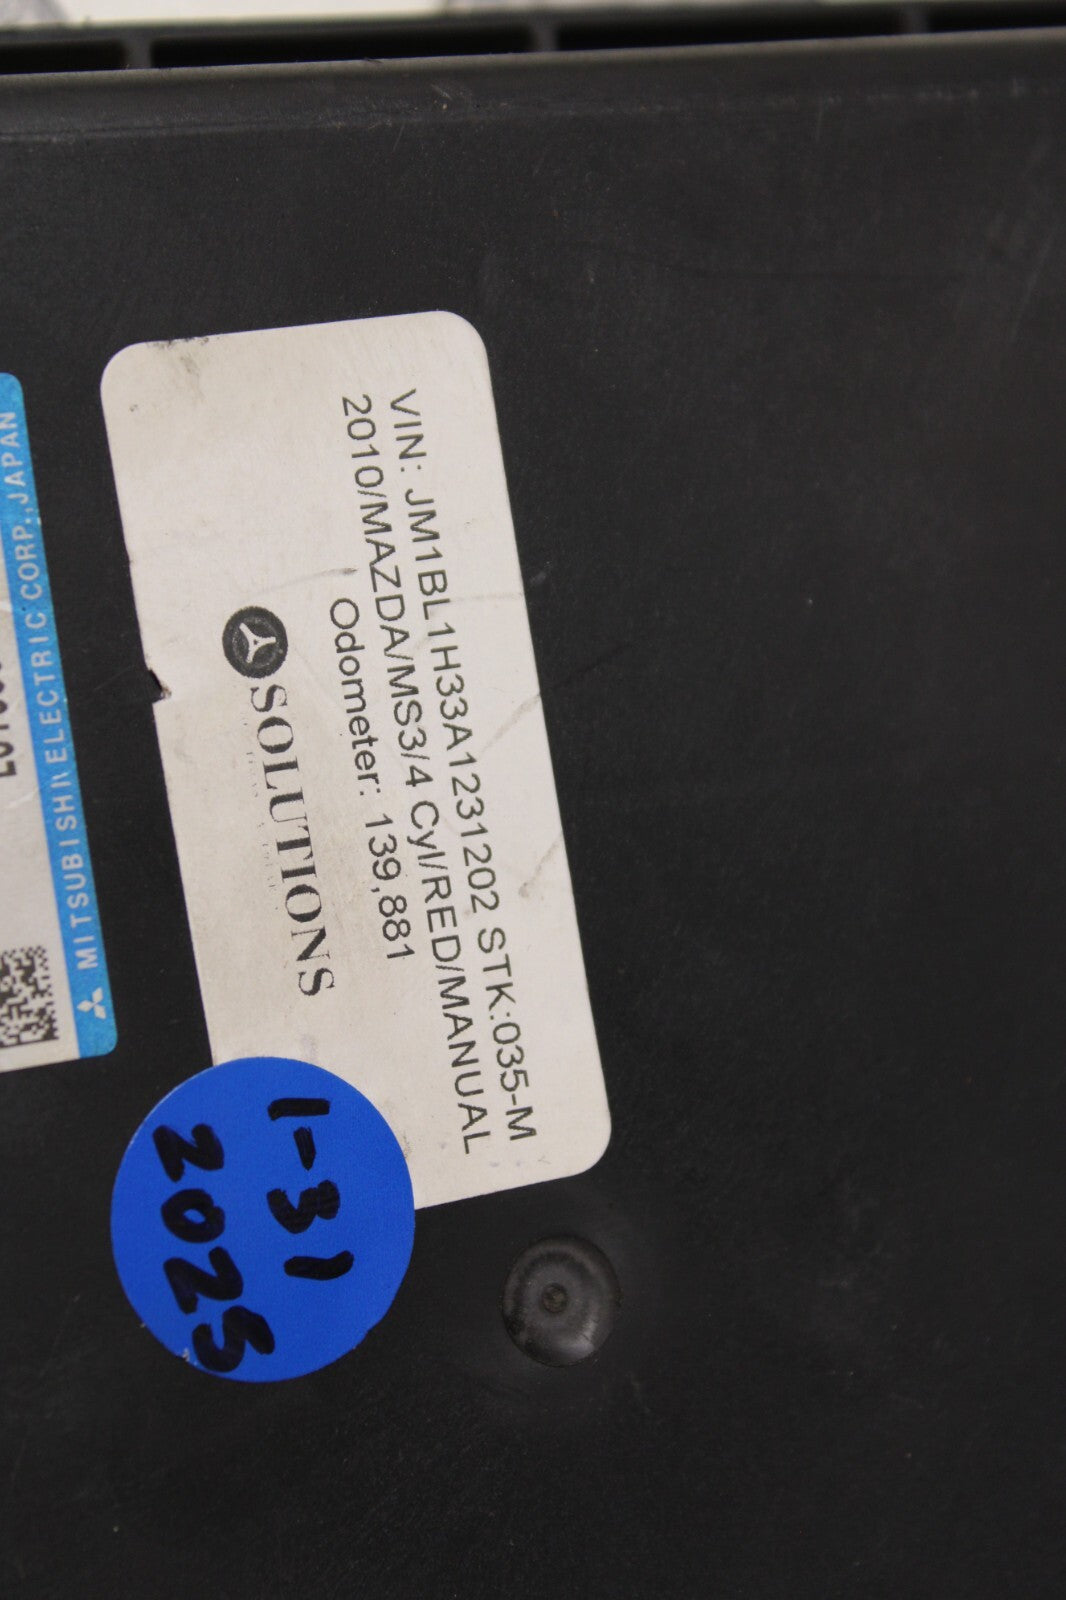 VIN: JM1BL1H33A1231202 STK:035-M
2010/MAZDA/MS3/4 Cyl/RED/MANUAL
Odometer: 139,881
SOLUTIONS
MITSUBISHI ELECTRIC CORP., JAPAN
1-31
2025